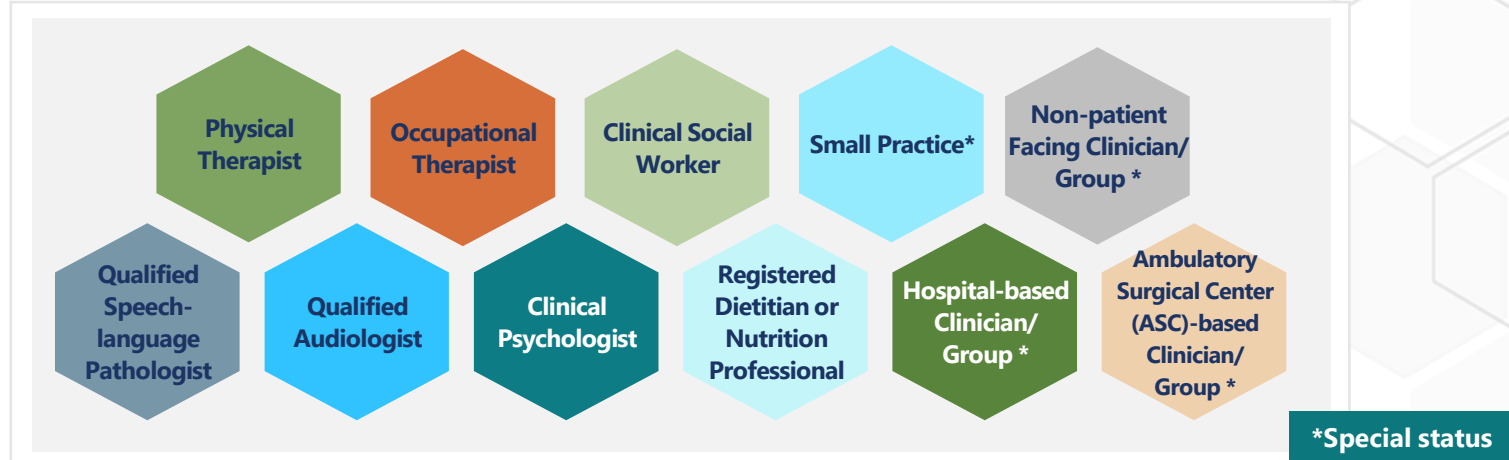 Physical
Therapist
Occupational
Therapist
Clinical Social
Worker
Small Practice*
Non-patient
Facing Clinician/
Group *
Qualified
Speech-
language
Pathologist
Qualified
Audiologist
Clinical
Psychologist
Registered
Dietitian or
Nutrition
Professional
Hospital-based
Clinician/
Group *
Ambulatory
Surgical Center
(ASC)-based
Clinician/
Group *
*Special status